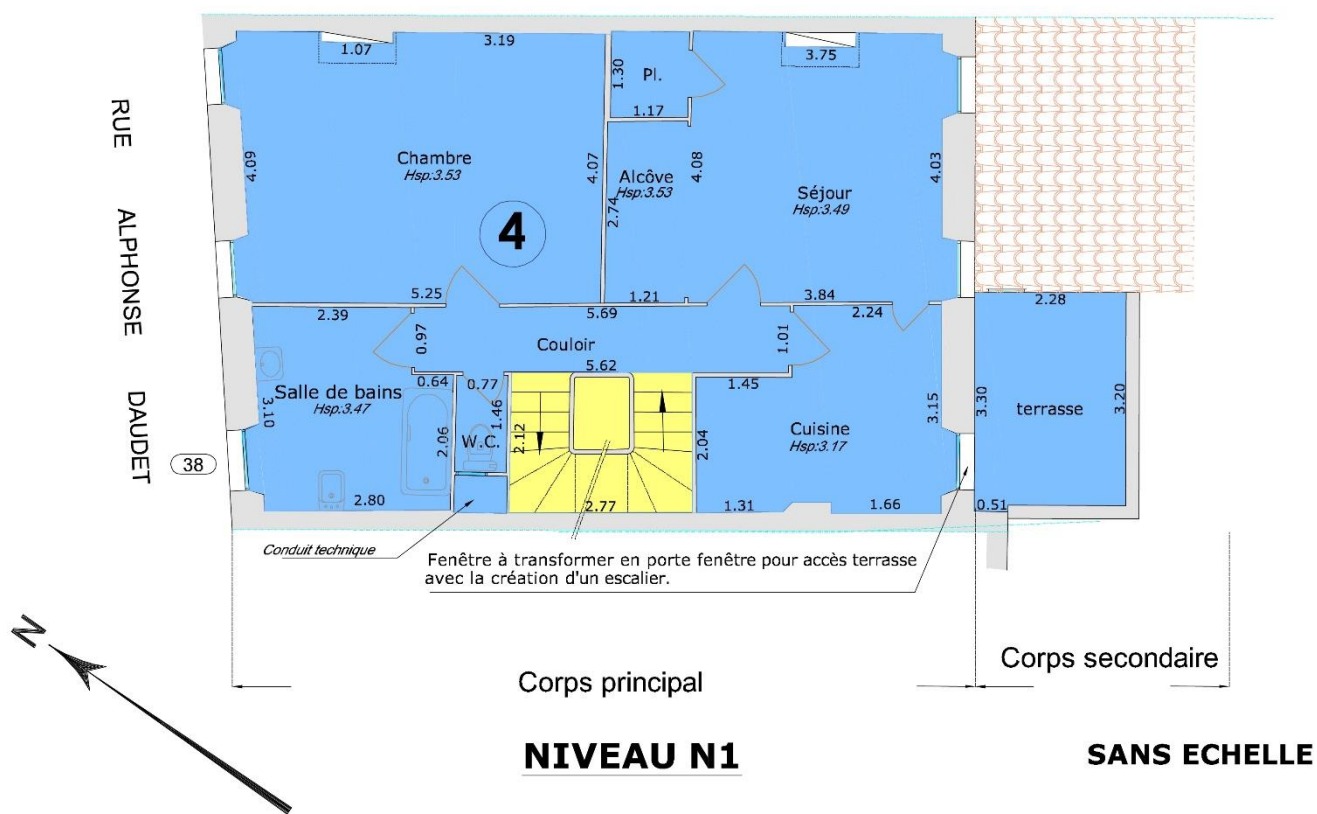 1.07
3.19
1.30
Pl.
1.17
3.75
RUE ALPHONSE DAUDET
4.09
Chambre
Hsp:3.53
4.07
Alcôve
Hsp:3.53
2.74
4.08
Séjour
Hsp:3.49
4.03
4
5.25
1.21
3.84
2.28
2.39
5.69
2.24
0.97
Couloir
1.01
5.62
0.64
0.77
1.45
Salle de bains
Hsp:3.47
3.10
2.06
1.46
W.C.
2.12
2.04
Cuisine
Hsp:3.17
3.15
3.30
terrasse
3.20
38
2.80
2.77
1.31
1.66
0.51
Conduit technique
Fenêtre à transformer en porte fenêtre pour accès terrasse
avec la création d'un escalier.
N
Corps principal
Corps secondaire
NIVEAU N1
SANS ECHELLE